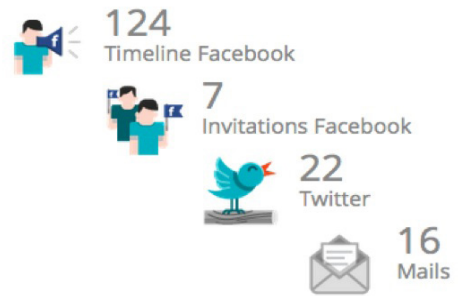 124
Timeline Facebook
7
Invitations Facebook
22
Twitter
16
Mails